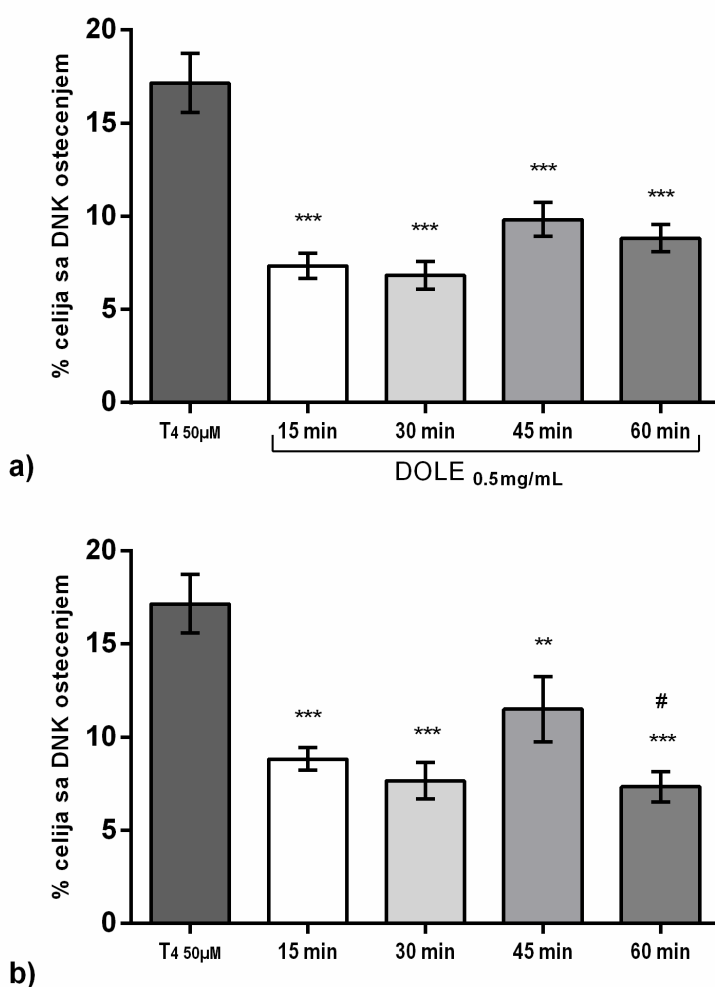 % celija sa DNK ostecenjem
20
15
10
5
0
***
***
***
***
T4 50µM
15 min
30 min
45 min
60 min
DOLE 0.5mg/mL
a)
% celija sa DNK ostecenjem
20
15
10
5
0
***
***
**
#
***
T4 50µM
15 min
30 min
45 min
60 min
b)